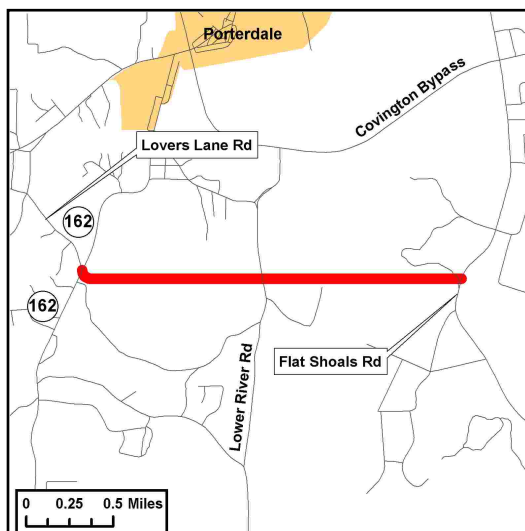 Porterdale
Covington Bypass
Lovers Lane Rd
162
162
Lower River Rd
Flat Shoals Rd
0 0.25 0.5 Miles